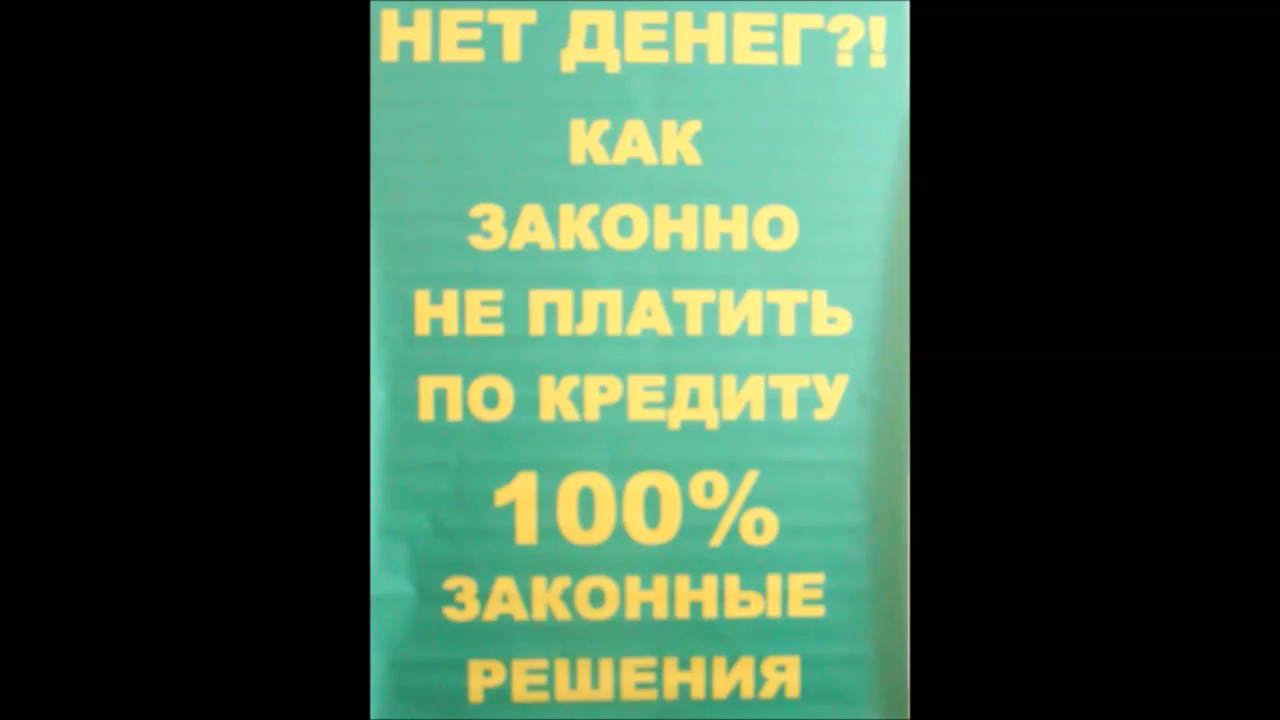 НЕТ ДЕНЕГ?!
КАК
ЗАКОННО
НЕ ПЛАТИТЬ
ПО КРЕДИТУ
100%
ЗАКОННЫЕ
РЕШЕНИЯ